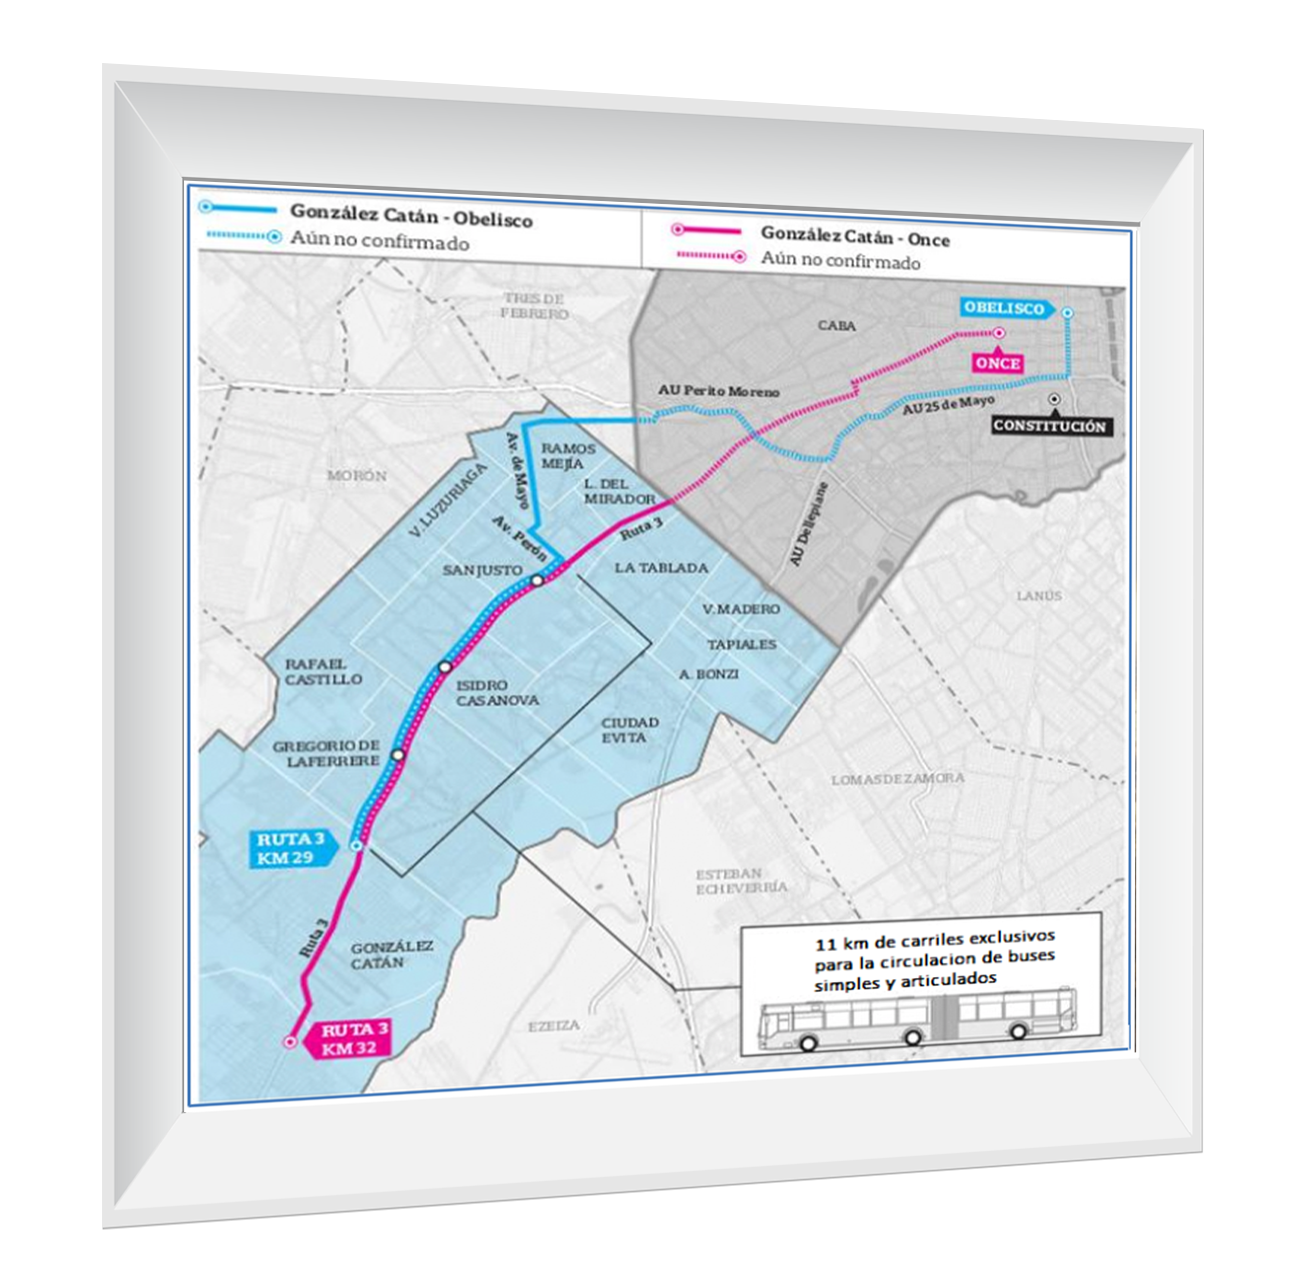 González Catán - Obelisco
Aún no confirmado
González Catán - Once
Aún no confirmado
TRES DE
FEBRERO
CABA
OBELISCO
ONCE
AU Perito Moreno
AU 25 de Mayo
CONSTITUCIÓN
MORÓN
V. LUZURIAGA
Av. de Mayo
RAMOS
MEJÍA
L. DEL
MIRADOR
Av. Perón
Ruta 3
AU Dellepiane
SAN JUSTO
LA TABLADA
LANÚS
V. MADERO
TAPIALES
A. BONZI
RAFAEL
CASTILLO
ISIDRO
CASANOVA
CIUDAD
EVITA
GREGORIO DE
LAFERRERE
LOMAS DE ZAMORA
RUTA 3
KM 29
ESTEBAN
ECHEVERRÍA
Ruta 3
GONZÁLEZ
CATÁN
11 km de carriles exclusivos
para la circulacion de buses
simples y articulados
EZEIZA
RUTA 3
KM 32